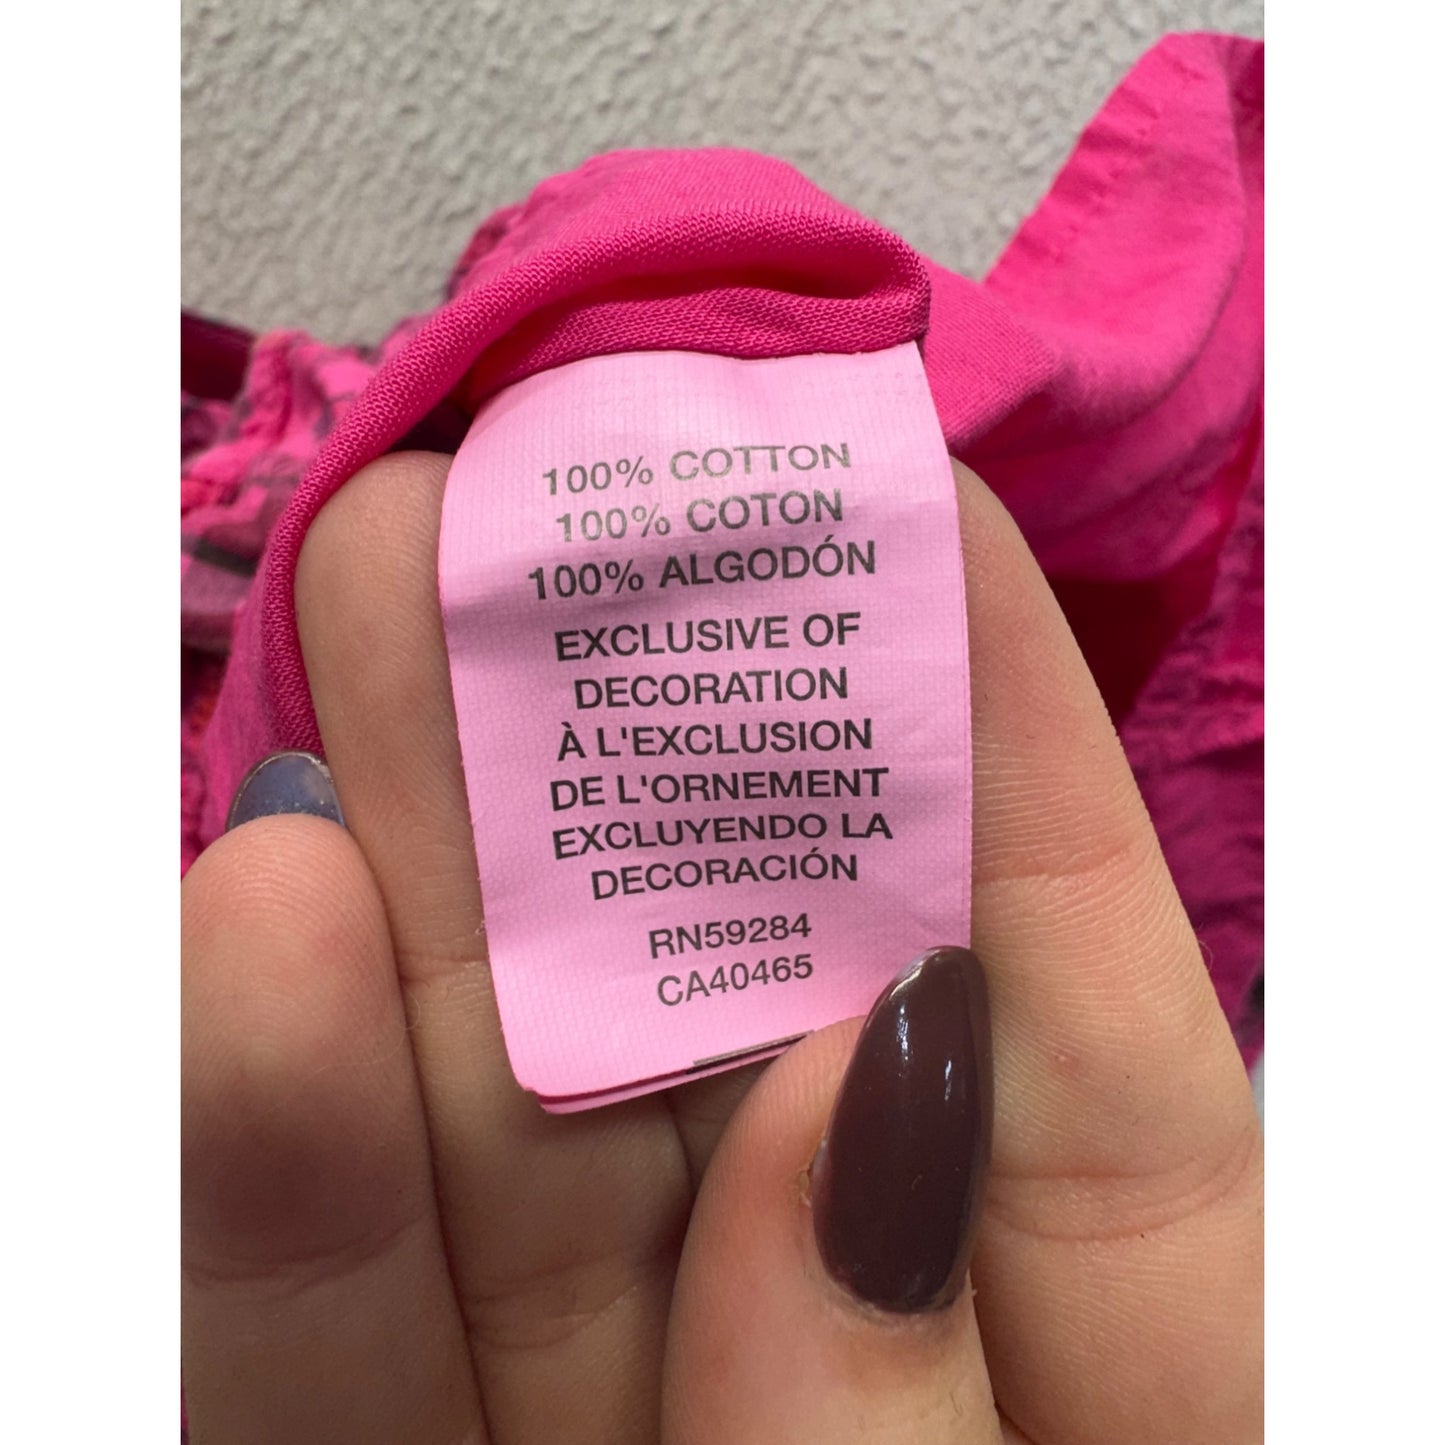 100% COTTON
100% COTON
100% ALGODÓN
EXCLUSIVE OF
DECORATION
À L'EXCLUSION
DE L'ORNEMENT
EXCLUYENDO LA
DECORACIÓN
RN59284
CA40465